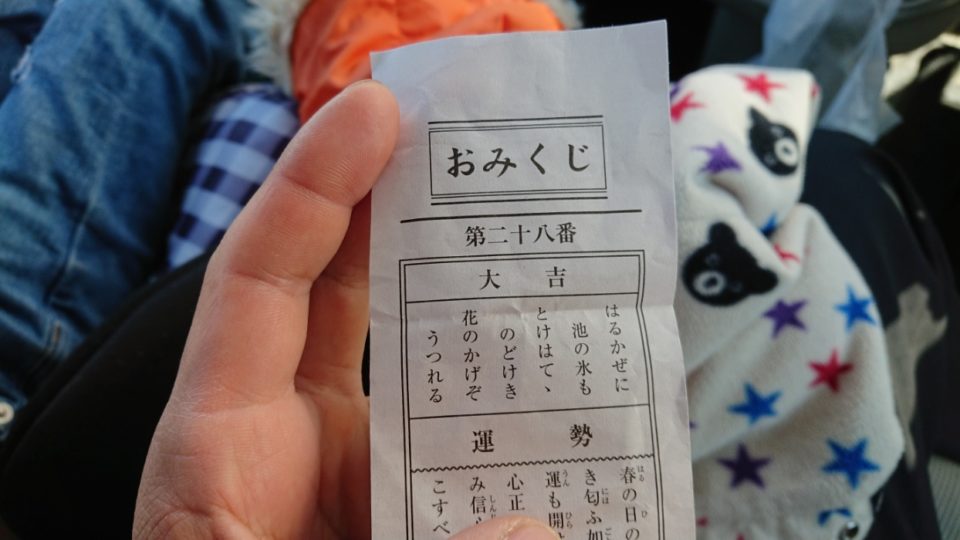 おみくじ
第二十八番
大吉
はるかぜに
池の氷も
とけはて、
のどけき
花のかげぞ
うつれる
運勢
春の日の
き匂ふ如
運も開
心正
み信
こすべ